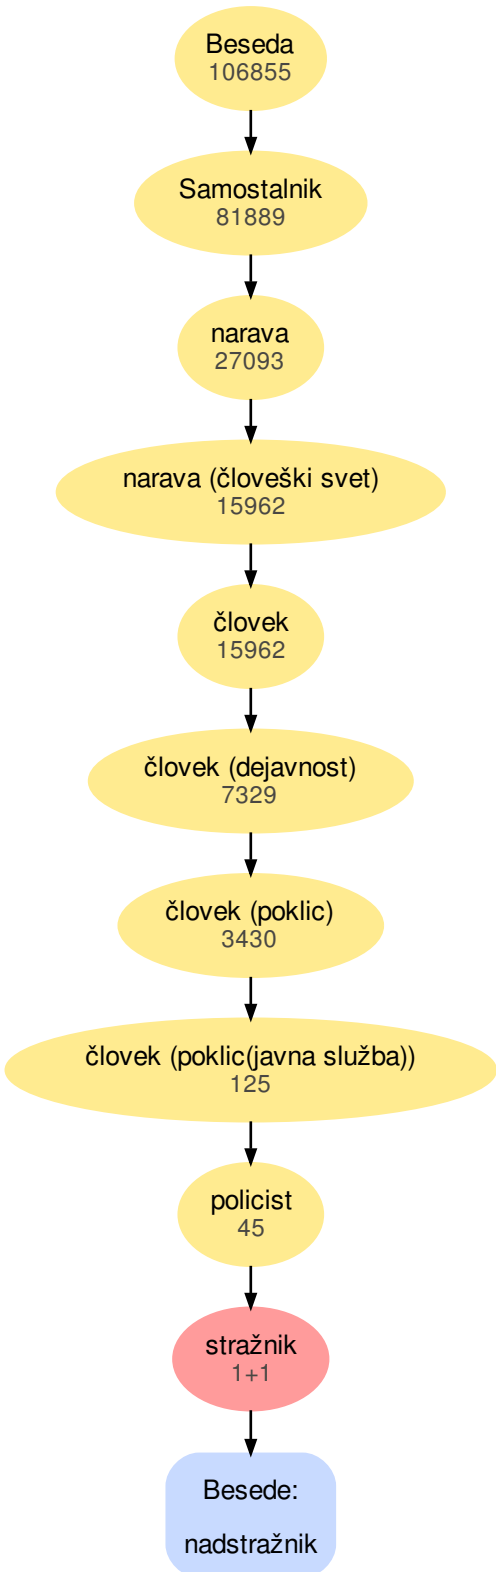 Beseda
106855
Samostalnik
81889
narava
27093
narava (človeški svet)
15962
človek
15962
človek (dejavnost)
7329
človek (poklic)
3430
človek (poklic(javna služba))
125
policist
45
stražnik
1+1
Besede:
nadstražnik